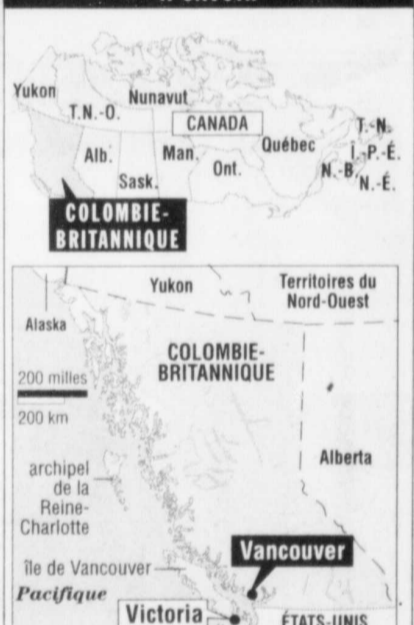 Yukon
T.N.-O.
Nunavut
CANADA
Alb.
Sask.
Man.
Ont.
Québec
T.-N.
Î.-P.-É.
N.-B.
N.-É.
COLOMBIE-
BRITANNIQUE
Yukon
Territoires du
Nord-Ouest
Alaska
COLOMBIE-
BRITANNIQUE
200 milles
200 km
Alberta
archipel
de la
Reine-
Charlotte
Vancouver
île de Vancouver
Pacifique
Victoria
ÉTATS-UNIS